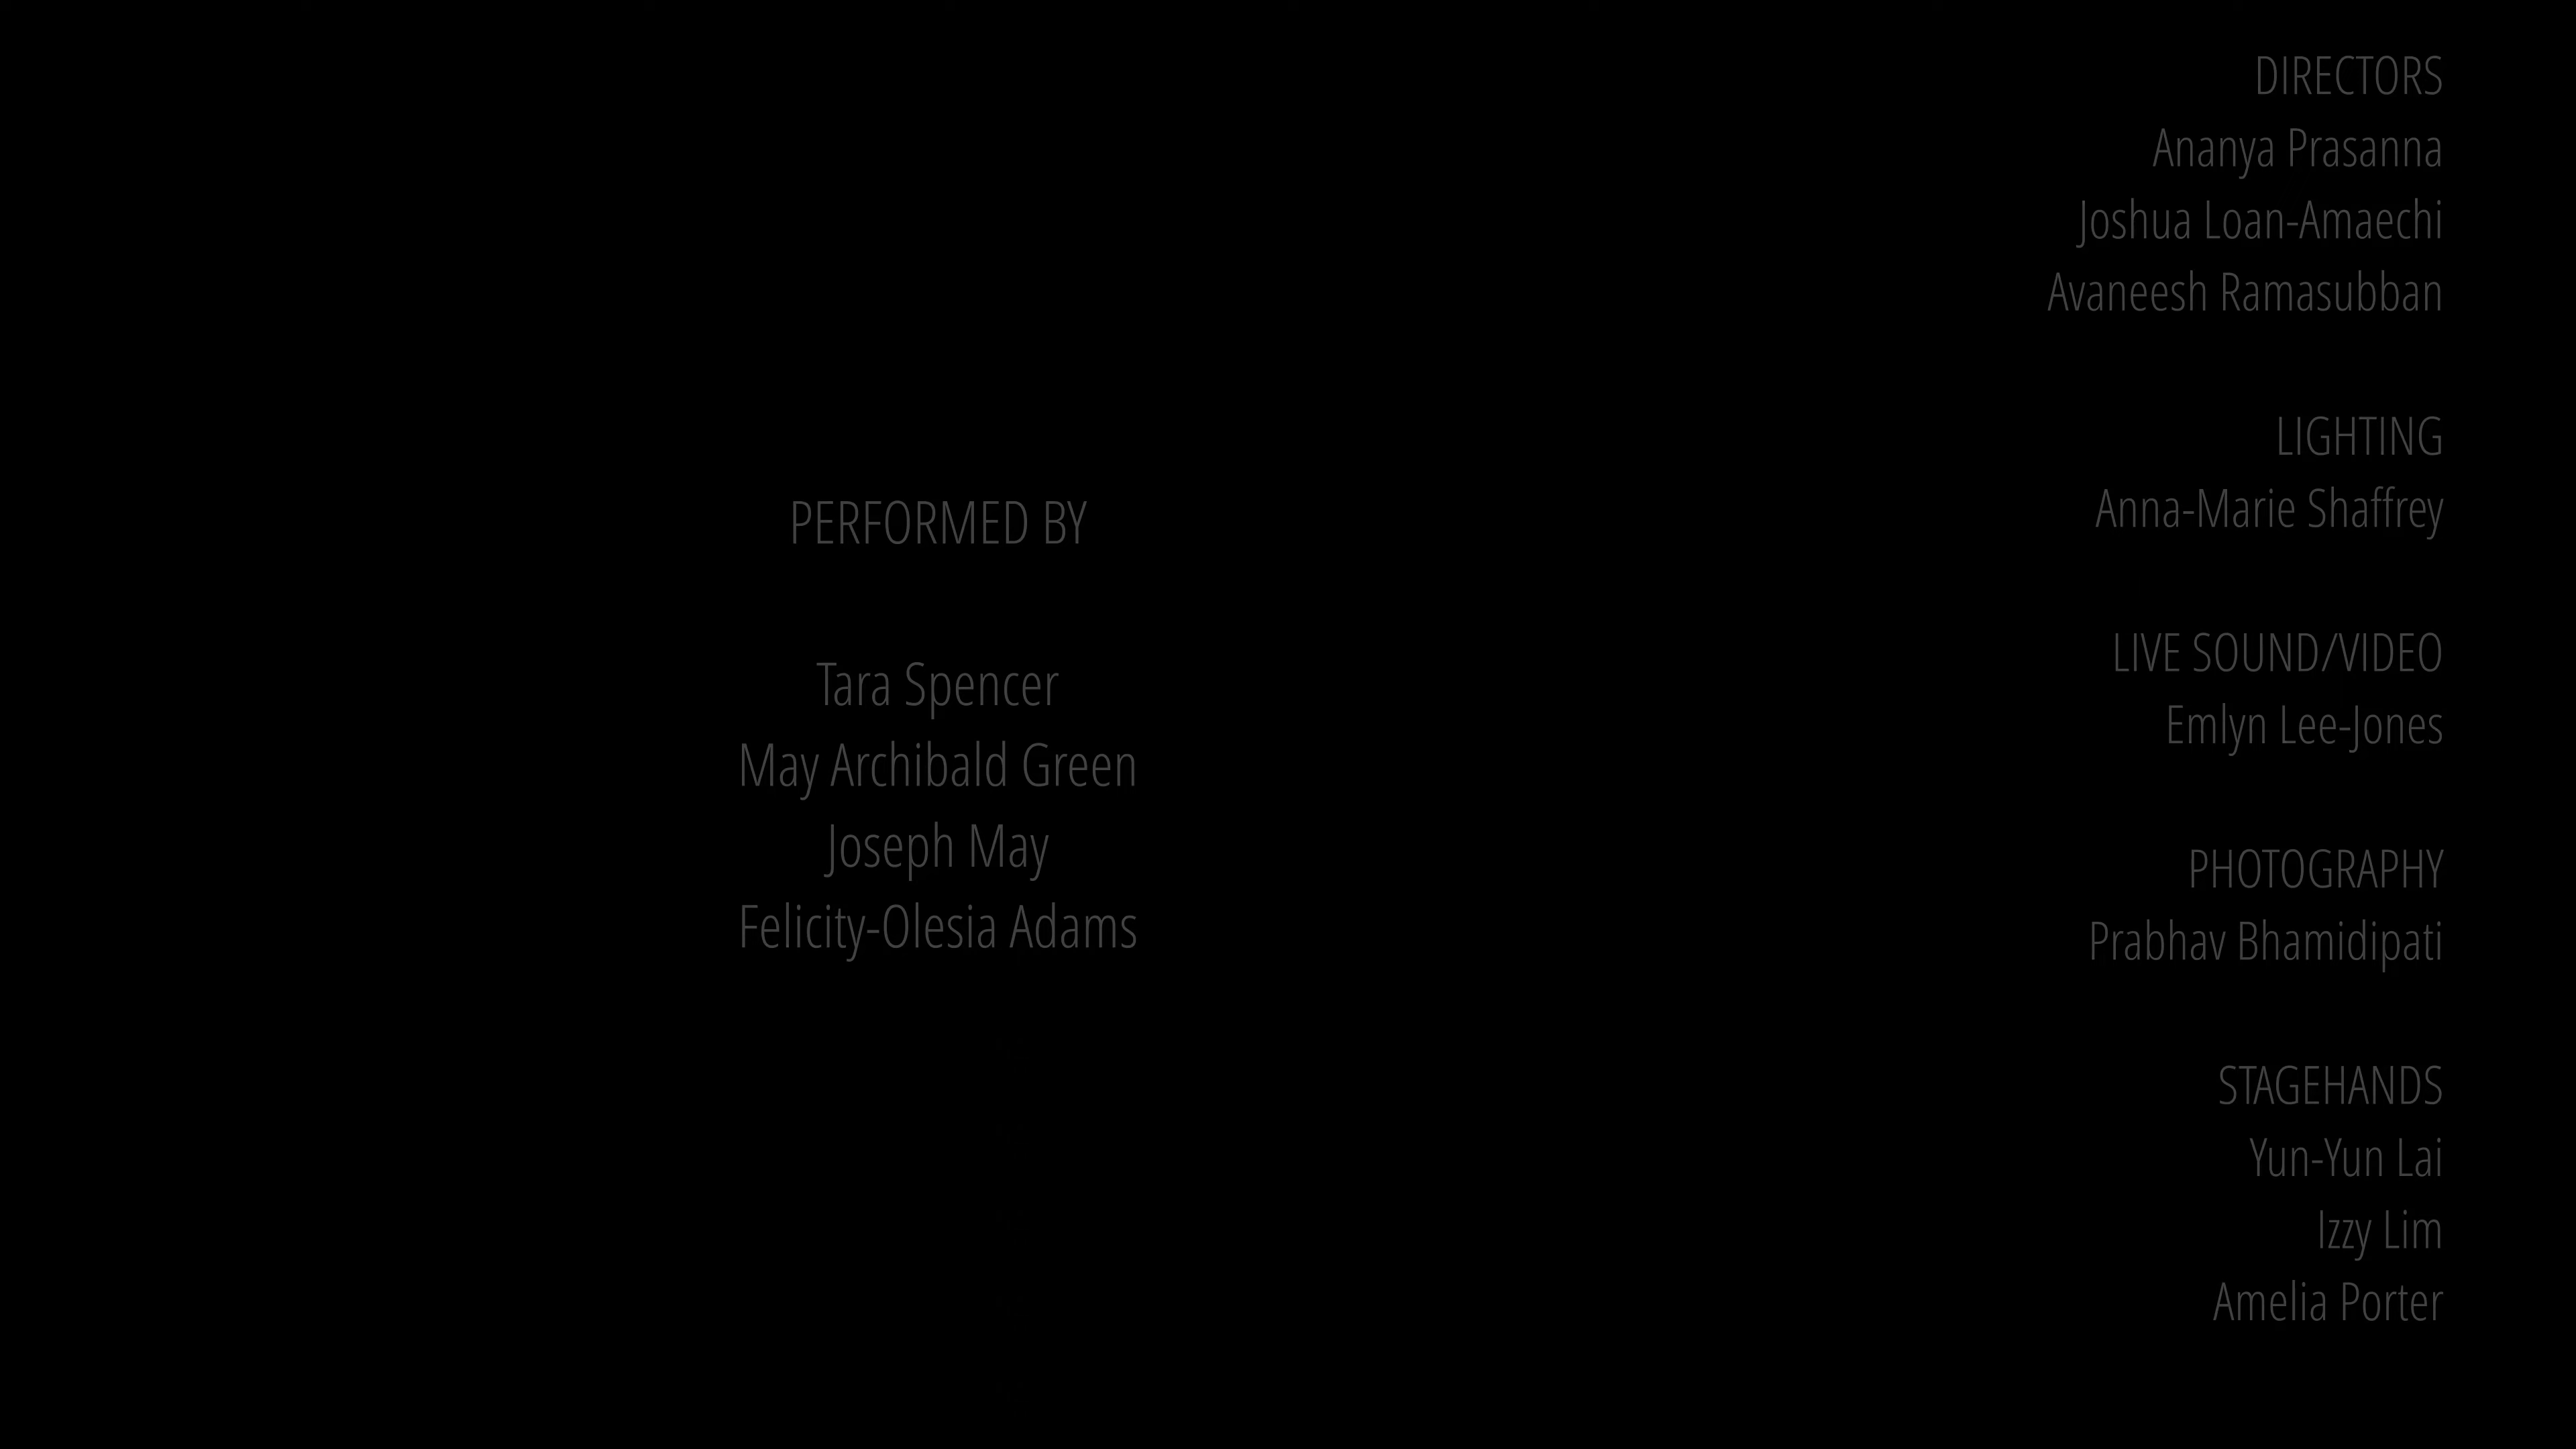 PERFORMED BY
Tara Spencer
May Archibald Green
Joseph May
Felicity-Olesia Adams
DIRECTORS
Ananya Prasanna
Joshua Loan-Amaechi
Avaneesh Ramasubban
LIGHTING
Anna-Marie Shaffrey
LIVE SOUND/VIDEO
Emlyn Lee-Jones
PHOTOGRAPHY
Prabhav Bhamidipati
STAGEHANDS
Yun-Yun Lai
Izzy Lim
Amelia Porter